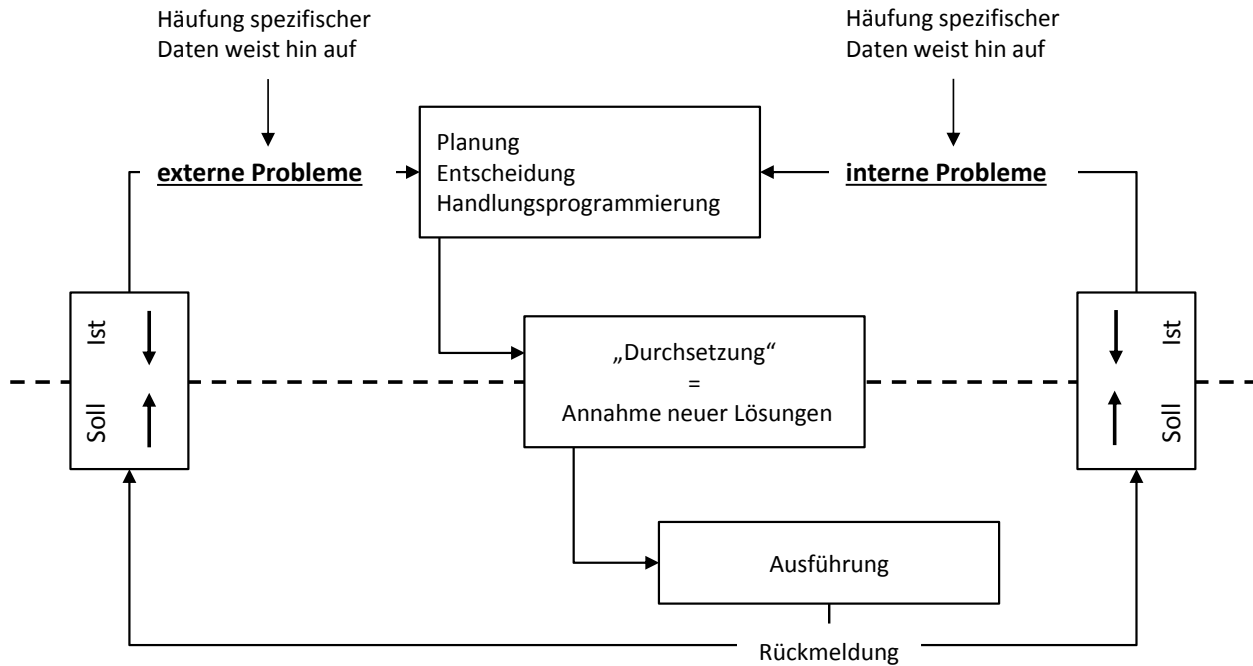 Häufung spezifischer
Daten weist hin auf
Häufung spezifischer
Daten weist hin auf
externe Probleme
Planung
Entscheidung
Handlungsprogrammierung
interne Probleme
Ist
Soll
„Durchsetzung“
=
Annahme neuer Lösungen
Ist
Soll
Ausführung
Rückmeldung